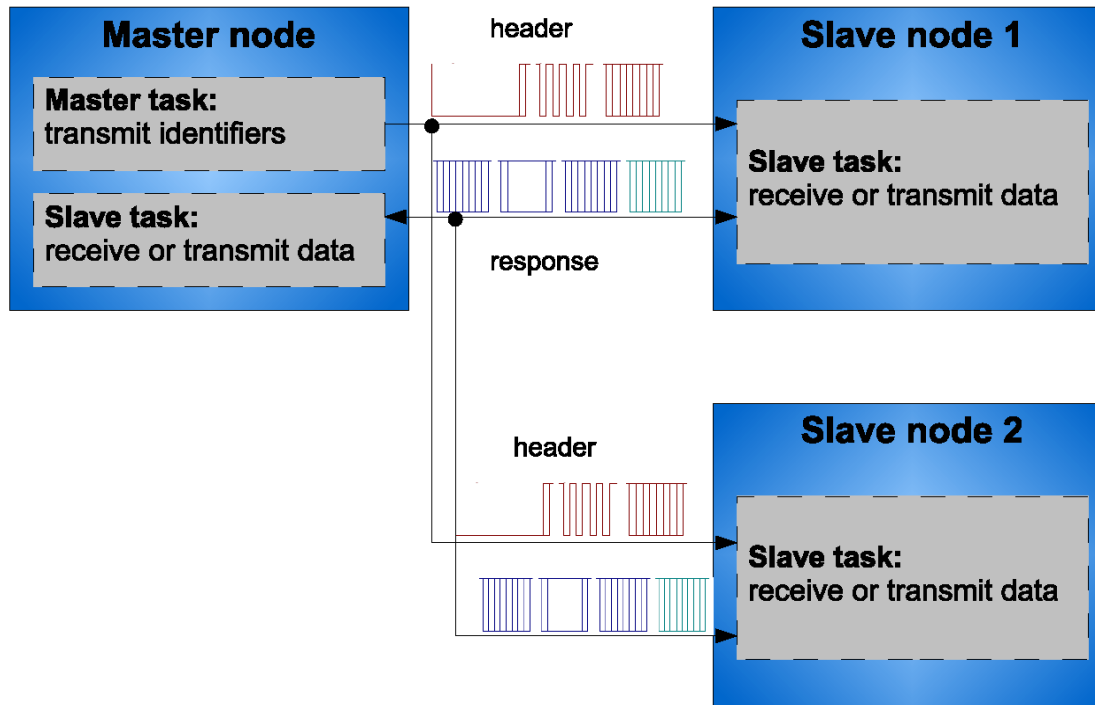 Master node
Master task:
transmit identifiers
Slave task:
receive or transmit data
header
response
Slave node 1
Slave task:
receive or transmit data
header
Slave node 2
Slave task:
receive or transmit data